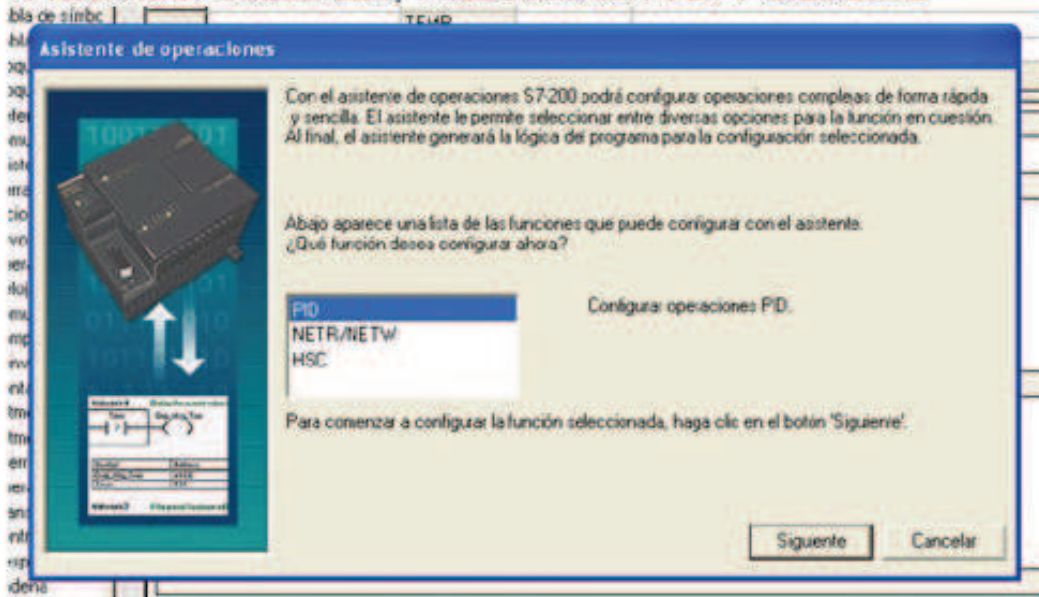 TEMP
Asistente de operaciones
Con el asistente de operaciones S7-200 podrá configurar operaciones complejas de forma rápida
y sencilla. El asistente le permite seleccionar entre diversas opciones para la función en cuestión.
Al final, el asistente generará la lógica del programa para la configuración seleccionada.
Abajo aparece una lista de las funciones que puede configurar con el asistente.
¿Qué función desea configurar ahora?
PID
NETR/NETW
HSC
Configurar operaciones PID.
Para comenzar a configurar la función seleccionada, haga clic en el botón 'Siguiente'.
Siguiente
Cancelar